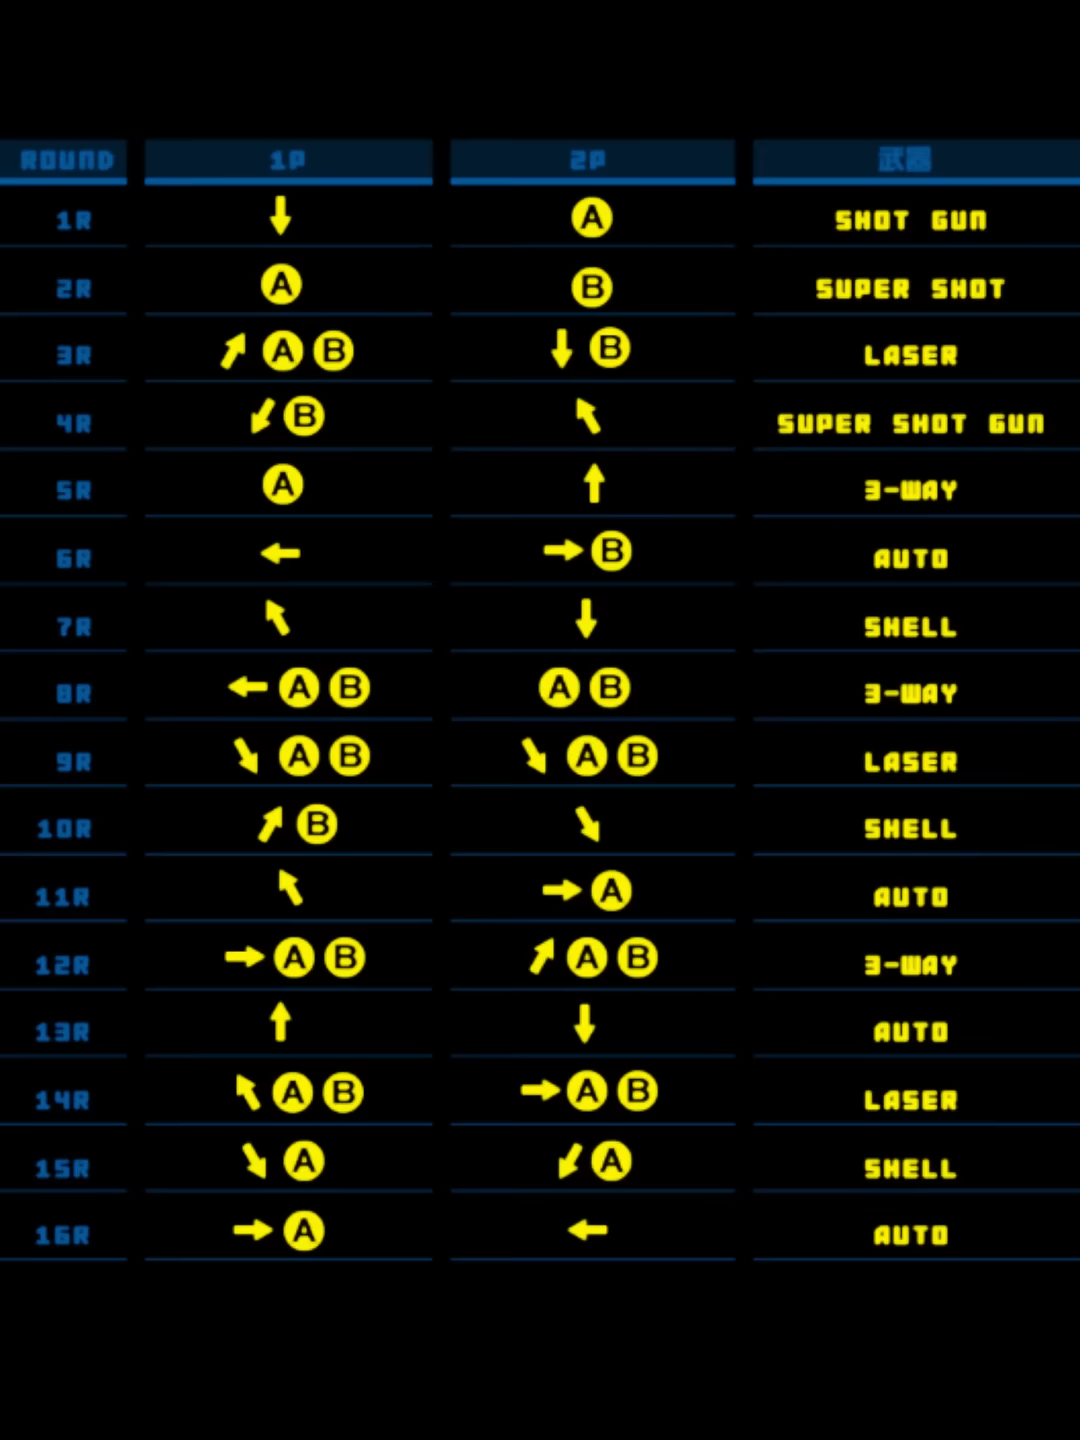 ROUND 1P 2P 武器
1R ↓ A SHOT GUN
2R A B SUPER SHOT
3R ↗ A B ↓ B LASER
4R ↙ B ↖ SUPER SHOT GUN
5R A ↑ 3-WAY
6R ← → B AUTO
7R ↖ ↓ SHELL
8R ← A B A B 3-WAY
9R ↘ A B ↘ A B LASER
10R ↗ B ↘ SHELL
11R ↖ → A AUTO
12R → A B ↗ A B 3-WAY
13R ↑ ↓ AUTO
14R ↖ A B → A B LASER
15R ↘ A ↙ A SHELL
16R → A ← AUTO